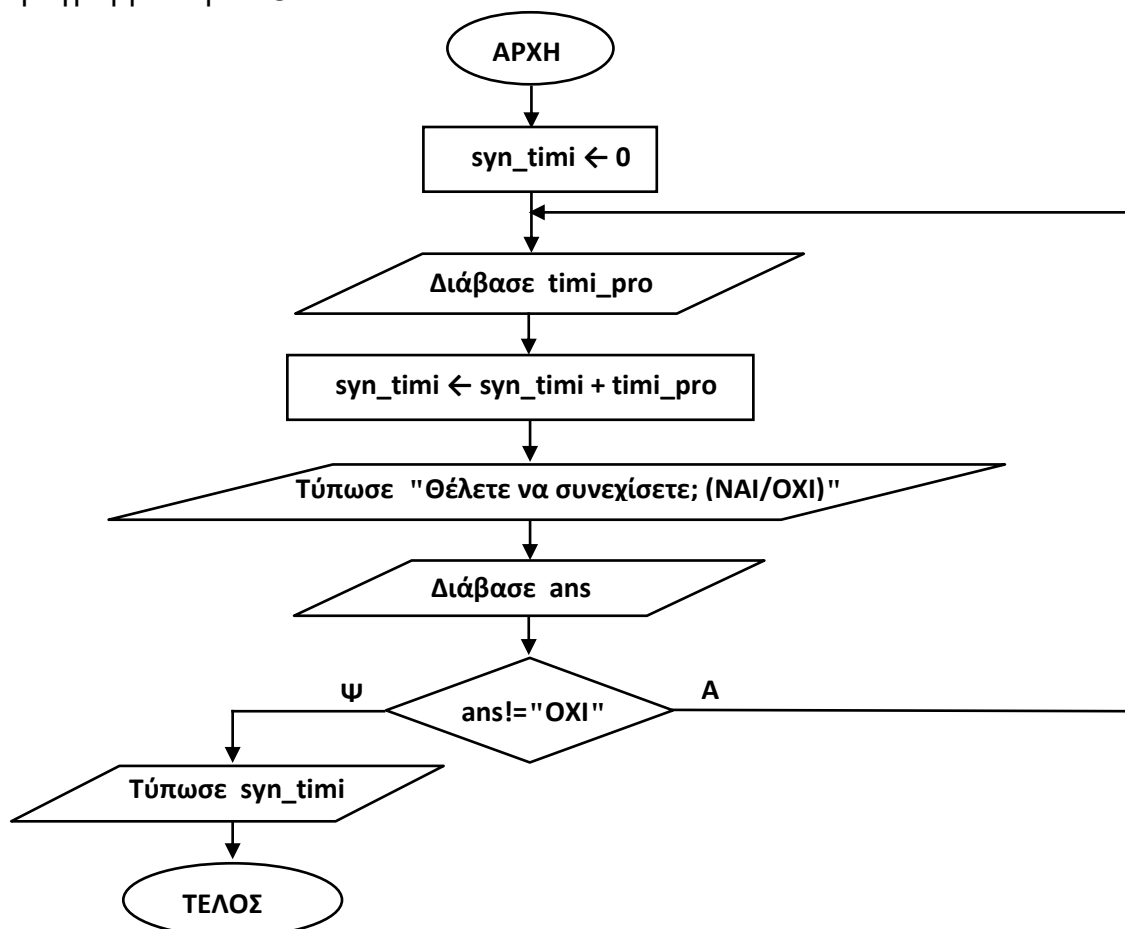 ΑΡΧΗ
syn_timi ← 0
Διάβασε timi_pro
syn_timi ← syn_timi + timi_pro
Τύπωσε "Θέλετε να συνεχίσετε; (ΝΑΙ/ΟΧΙ)"
Διάβασε ans
Ψ
Α
ans!="ΟΧΙ"
Τύπωσε syn_timi
ΤΕΛΟΣ